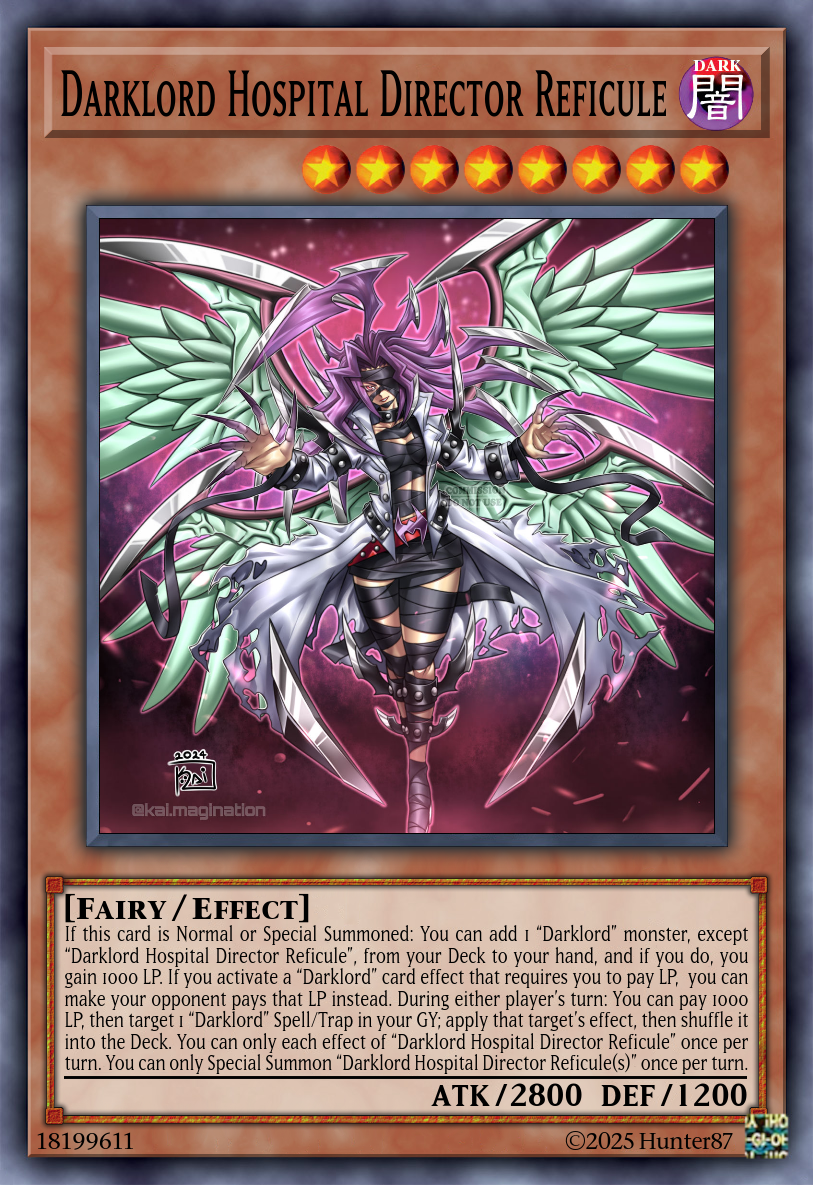 Darklord Hospital Director Reficule
DARK
闇
COMMISSION
DO NOT USE
2024
Kai
@kai.magination
[Fairy / Effect]
If this card is Normal or Special Summoned: You can add 1 “Darklord” monster, except
“Darklord Hospital Director Reficule”, from your Deck to your hand, and if you do, you
gain 1000 LP. If you activate a “Darklord” card effect that requires you to pay LP,  you can
make your opponent pays that LP instead. During either player’s turn: You can pay 1000
LP, then target 1 “Darklord” Spell/Trap in your GY; apply that target’s effect, then shuffle it
into the Deck. You can only each effect of “Darklord Hospital Director Reficule” once per
turn. You can only Special Summon “Darklord Hospital Director Reficule(s)” once per turn.
ATK/2800 DEF/1200
18199611
©2025 Hunter87